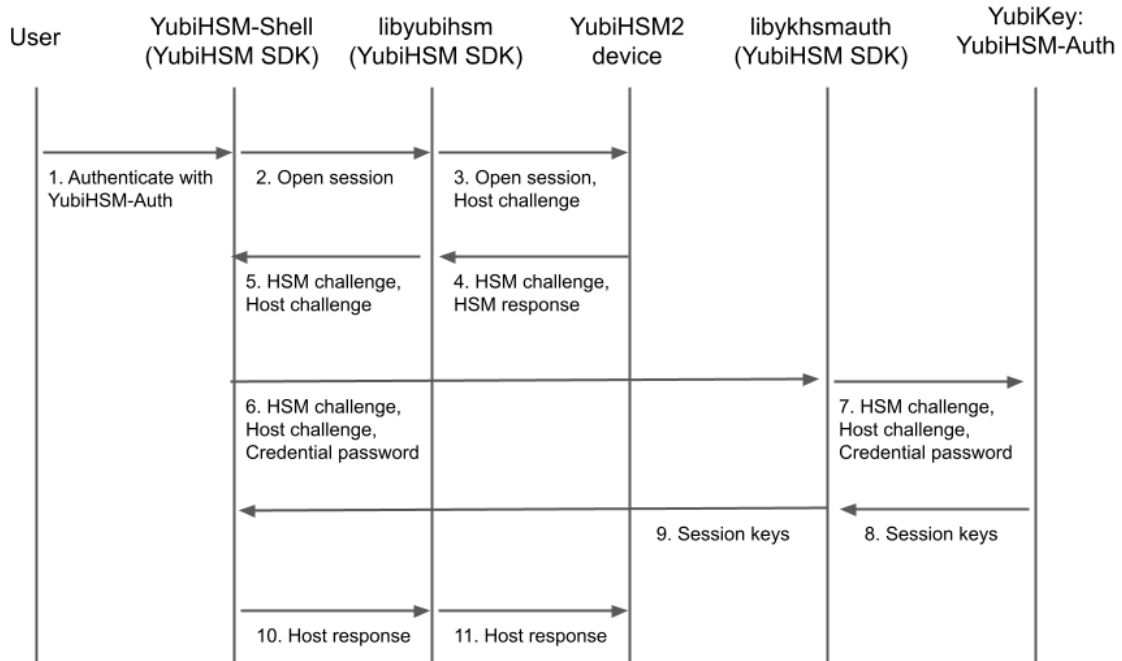 User
YubiHSM-Shell
(YubiHSM SDK)
libyubihsm
(YubiHSM SDK)
YubiHSM2
device
libykhsmauth
(YubiHSM SDK)
YubiKey:
YubiHSM-Auth
1. Authenticate with
YubiHSM-Auth
2. Open session
3. Open session,
Host challenge
5. HSM challenge,
Host challenge
4. HSM challenge,
HSM response
6. HSM challenge,
Host challenge,
Credential password
7. HSM challenge,
Host challenge,
Credential password
9. Session keys
8. Session keys
10. Host response
11. Host response